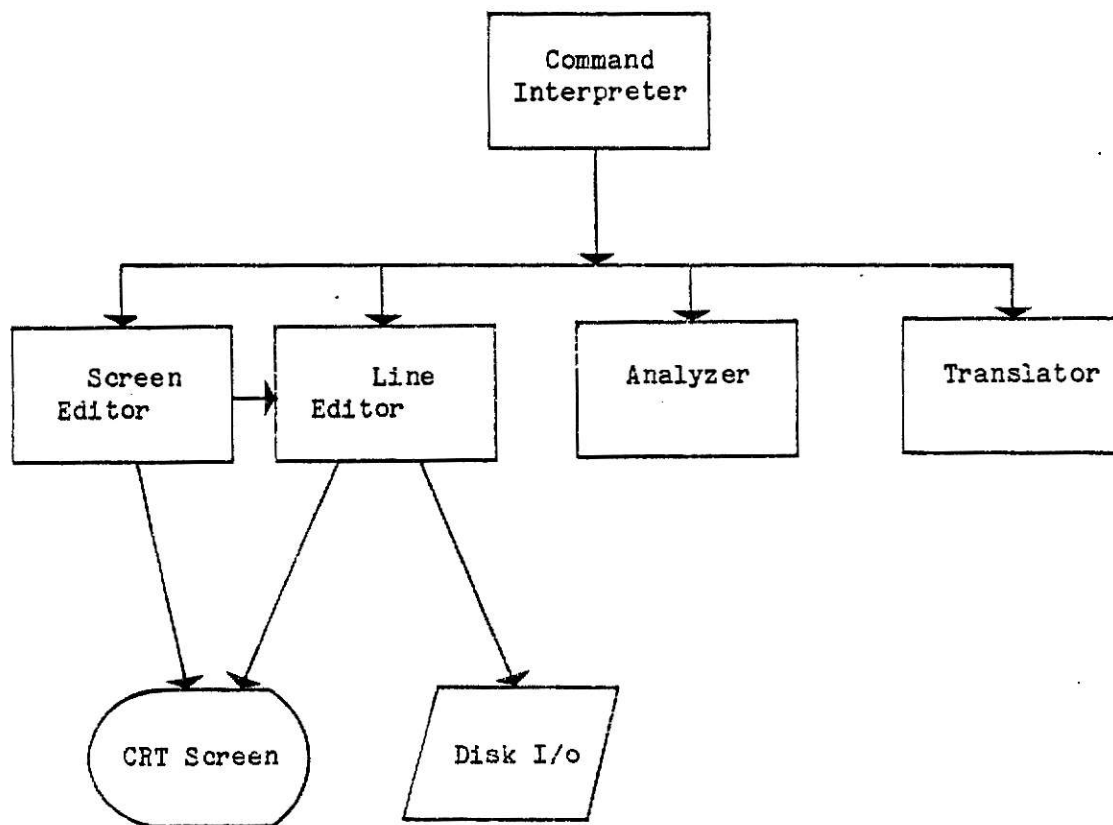 Command
Interpreter
Screen
Editor
Line
Editor
Analyzer
Translator
CRT Screen
Disk I/o